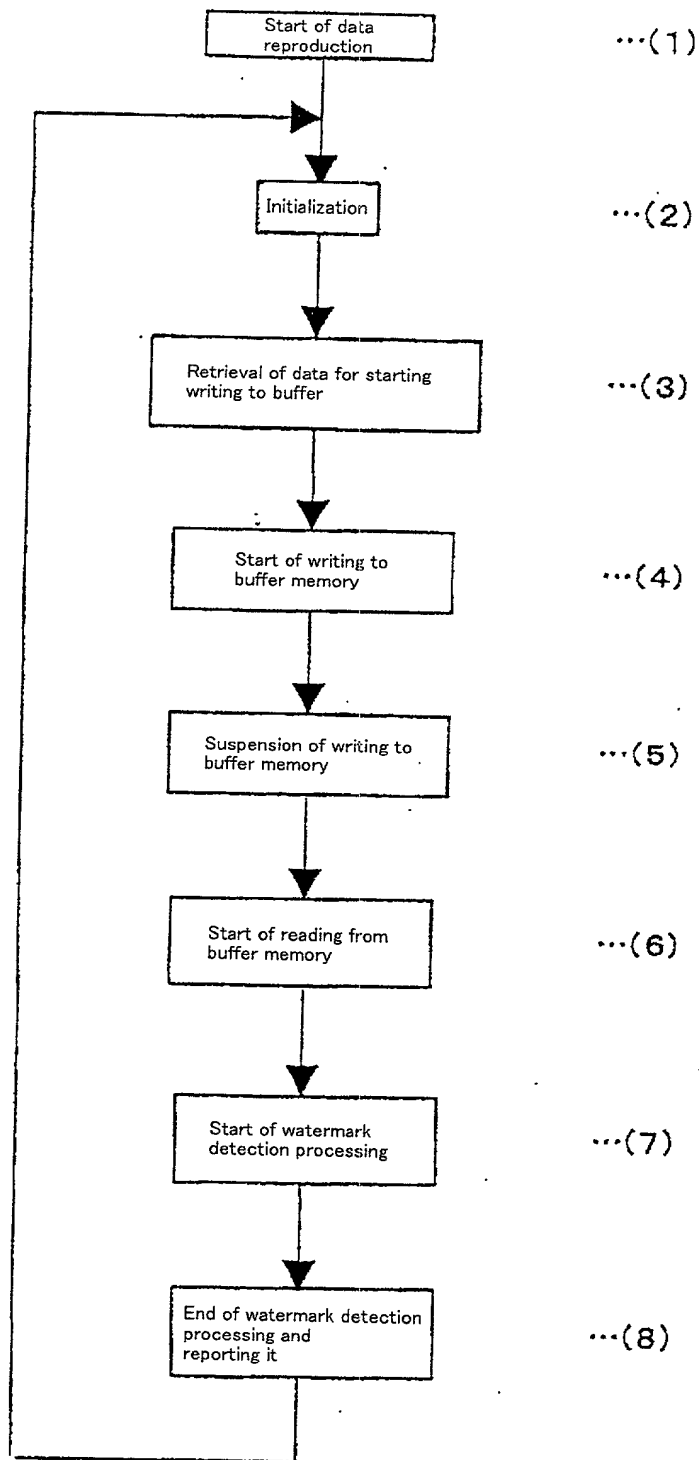 Start of data
reproduction
…(1)
Initialization
…(2)
Retrieval of data for starting
writing to buffer
…(3)
Start of writing to
buffer memory
…(4)
Suspension of writing to
buffer memory
…(5)
Start of reading from
buffer memory
…(6)
Start of watermark
detection processing
…(7)
End of watermark detection
processing and
reporting it
…(8)